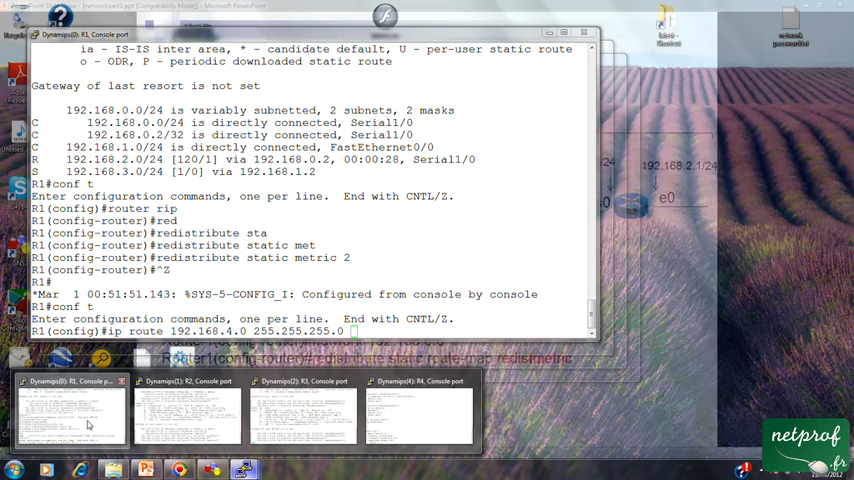 networkpart3.ppt [Compatibility Mode]
Dynamips(0): R1, Console port
ia - IS-IS inter area, * - candidate default, U - per-user static route
o - ODR, P - periodic downloaded static route
Gateway of last resort is not set
192.168.0.0/24 is variably subnetted, 2 subnets, 2 masks
C 192.168.0.0/24 is directly connected, Serial1/0
C 192.168.0.2/32 is directly connected, Serial1/0
C 192.168.1.0/24 is directly connected, FastEthernet0/0
R 192.168.2.0/24 [120/1] via 192.168.0.2, 00:00:28, Serial1/0
S 192.168.3.0/24 [1/0] via 192.168.1.2
R1#conf t
Enter configuration commands, one per line. End with CNTL/Z.
R1(config)#router rip
R1(config-router)#red
R1(config-router)#redistribute sta
R1(config-router)#redistribute static met
R1(config-router)#redistribute static metric 2
R1(config-router)#^Z
R1#
*Mar 1 00:51:51.143: %SYS-5-CONFIG_I: Configured from console by console
R1#conf t
Enter configuration commands, one per line. End with CNTL/Z.
R1(config)#ip route 192.168.4.0 255.255.255.0
Shortcut
network
/24
192.168.2.1/24
s0
e0
R2
Router1(config-router)#redistribute static route-map redistmetric
Dynamips(0): R1, Console p...
Dynamips(1): R2, Console port
Dynamips(2): R3, Console port
Dynamips(4): R4, Console port
netprof
.fr